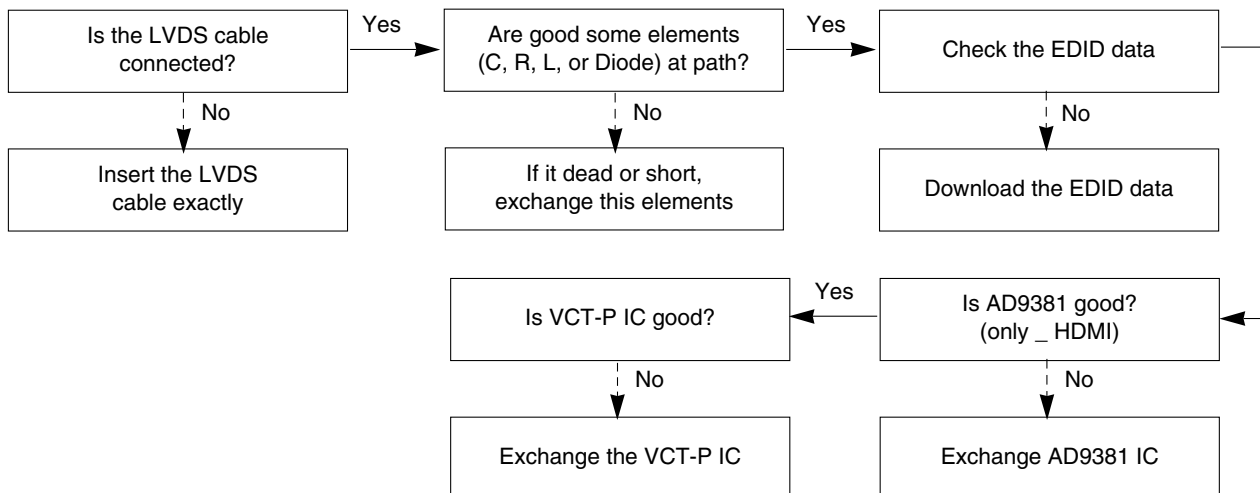 Is the LVDS cable
connected?
Yes
Are good some elements
(C, R, L, or Diode) at path?
Yes
Check the EDID data
No
No
No
Insert the LVDS
cable exactly
If it dead or short,
exchange this elements
Download the EDID data
Is VCT-P IC good?
Yes
Is AD9381 good?
(only _ HDMI)
No
No
Exchange the VCT-P IC
Exchange AD9381 IC